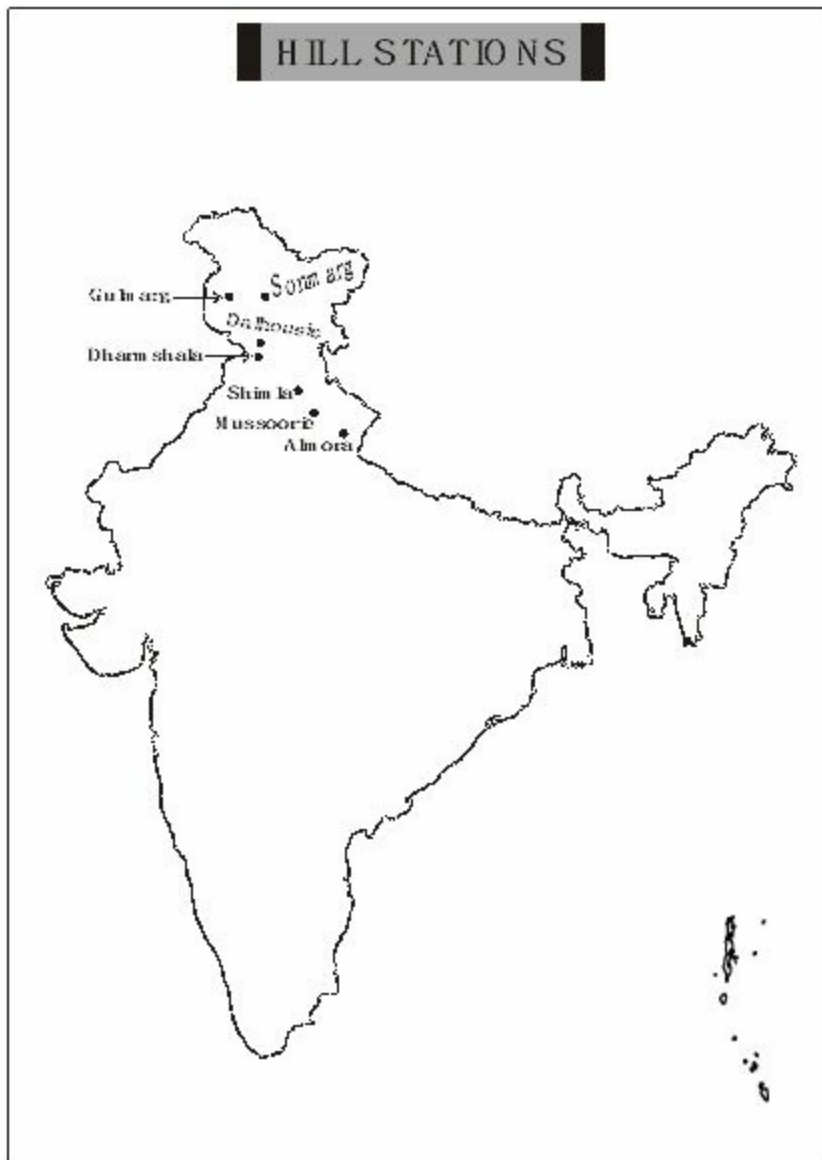 HILL STATIONS
Sonmarg
Gulmarg
Dalhousie
Dharmshala
Shimla
Mussoorie
Almora